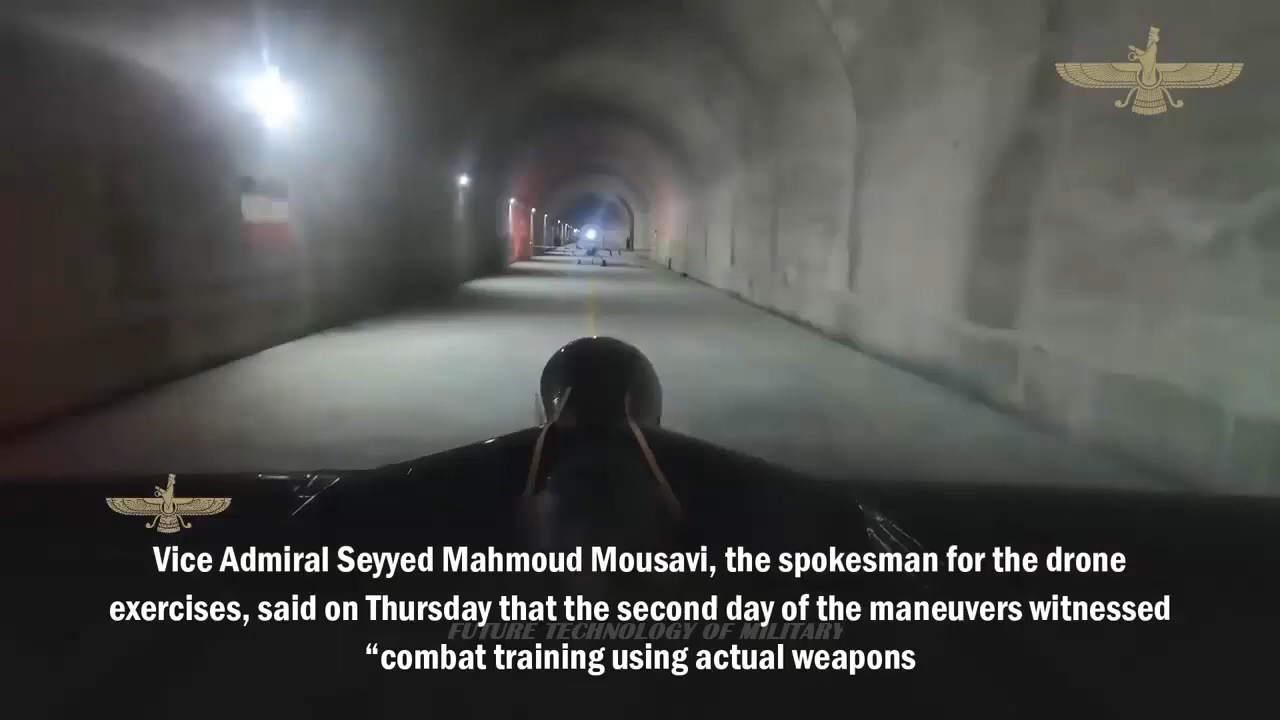 Vice Admiral Seyyed Mahmoud Mousavi, the spokesman for the drone
exercises, said on Thursday that the second day of the maneuvers witnessed
FUTURE TECHNOLOGY OF MILITARY
“combat training using actual weapons